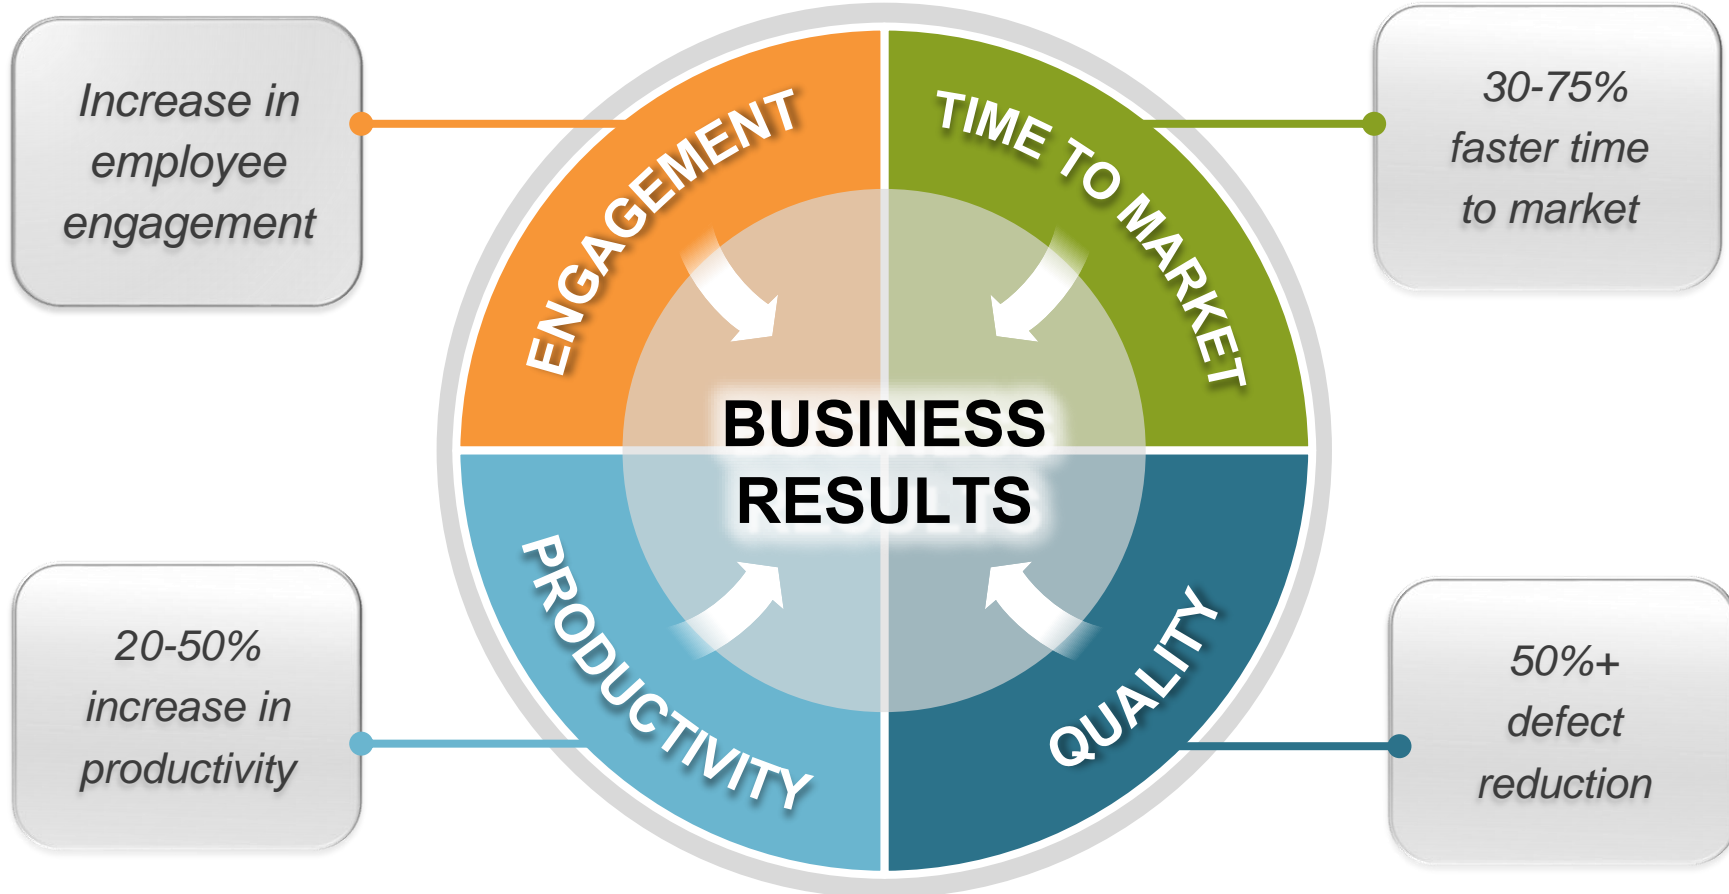 Increase in
employee
engagement
ENGAGEMENT
TIME TO MARKET
30-75%
faster time
to market
BUSINESS
RESULTS
20-50%
increase in
productivity
PRODUCTIVITY
QUALITY
50%+
defect
reduction